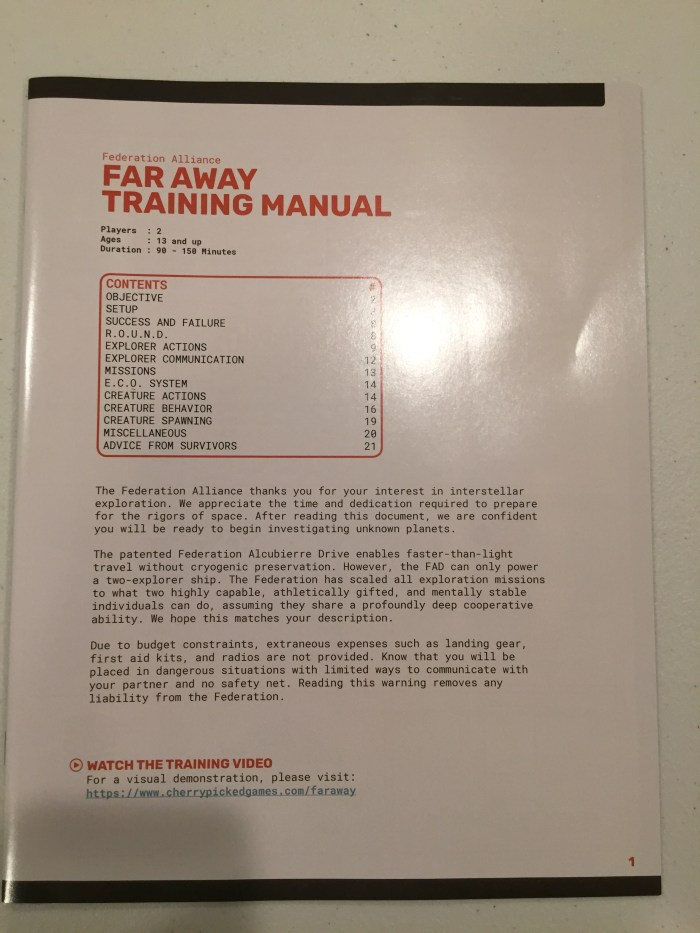 Federation Alliance
FAR AWAY
TRAINING MANUAL
Players : 2
Ages : 13 and up
Duration : 90 - 150 Minutes
CONTENTS #
OBJECTIVE 2
SETUP
SUCCESS AND FAILURE
R.O.U.N.D. 8
EXPLORER ACTIONS 9
EXPLORER COMMUNICATION 12
MISSIONS 13
E.C.O. SYSTEM 14
CREATURE ACTIONS 14
CREATURE BEHAVIOR 16
CREATURE SPAWNING 19
MISCELLANEOUS 20
ADVICE FROM SURVIVORS 21
The Federation Alliance thanks you for your interest in interstellar
exploration. We appreciate the time and dedication required to prepare
for the rigors of space. After reading this document, we are confident
you will be ready to begin investigating unknown planets.
The patented Federation Alcubierre Drive enables faster-than-light
travel without cryogenic preservation. However, the FAD can only power
a two-explorer ship. The Federation has scaled all exploration missions
to what two highly capable, athletically gifted, and mentally stable
individuals can do, assuming they share a profoundly deep cooperative
ability. We hope this matches your description.
Due to budget constraints, extraneous expenses such as landing gear,
first aid kits, and radios are not provided. Know that you will be
placed in dangerous situations with limited ways to communicate with
your partner and no safety net. Reading this warning removes any
liability from the Federation.
WATCH THE TRAINING VIDEO
For a visual demonstration, please visit:
https://www.cherrypickedgames.com/faraway
1